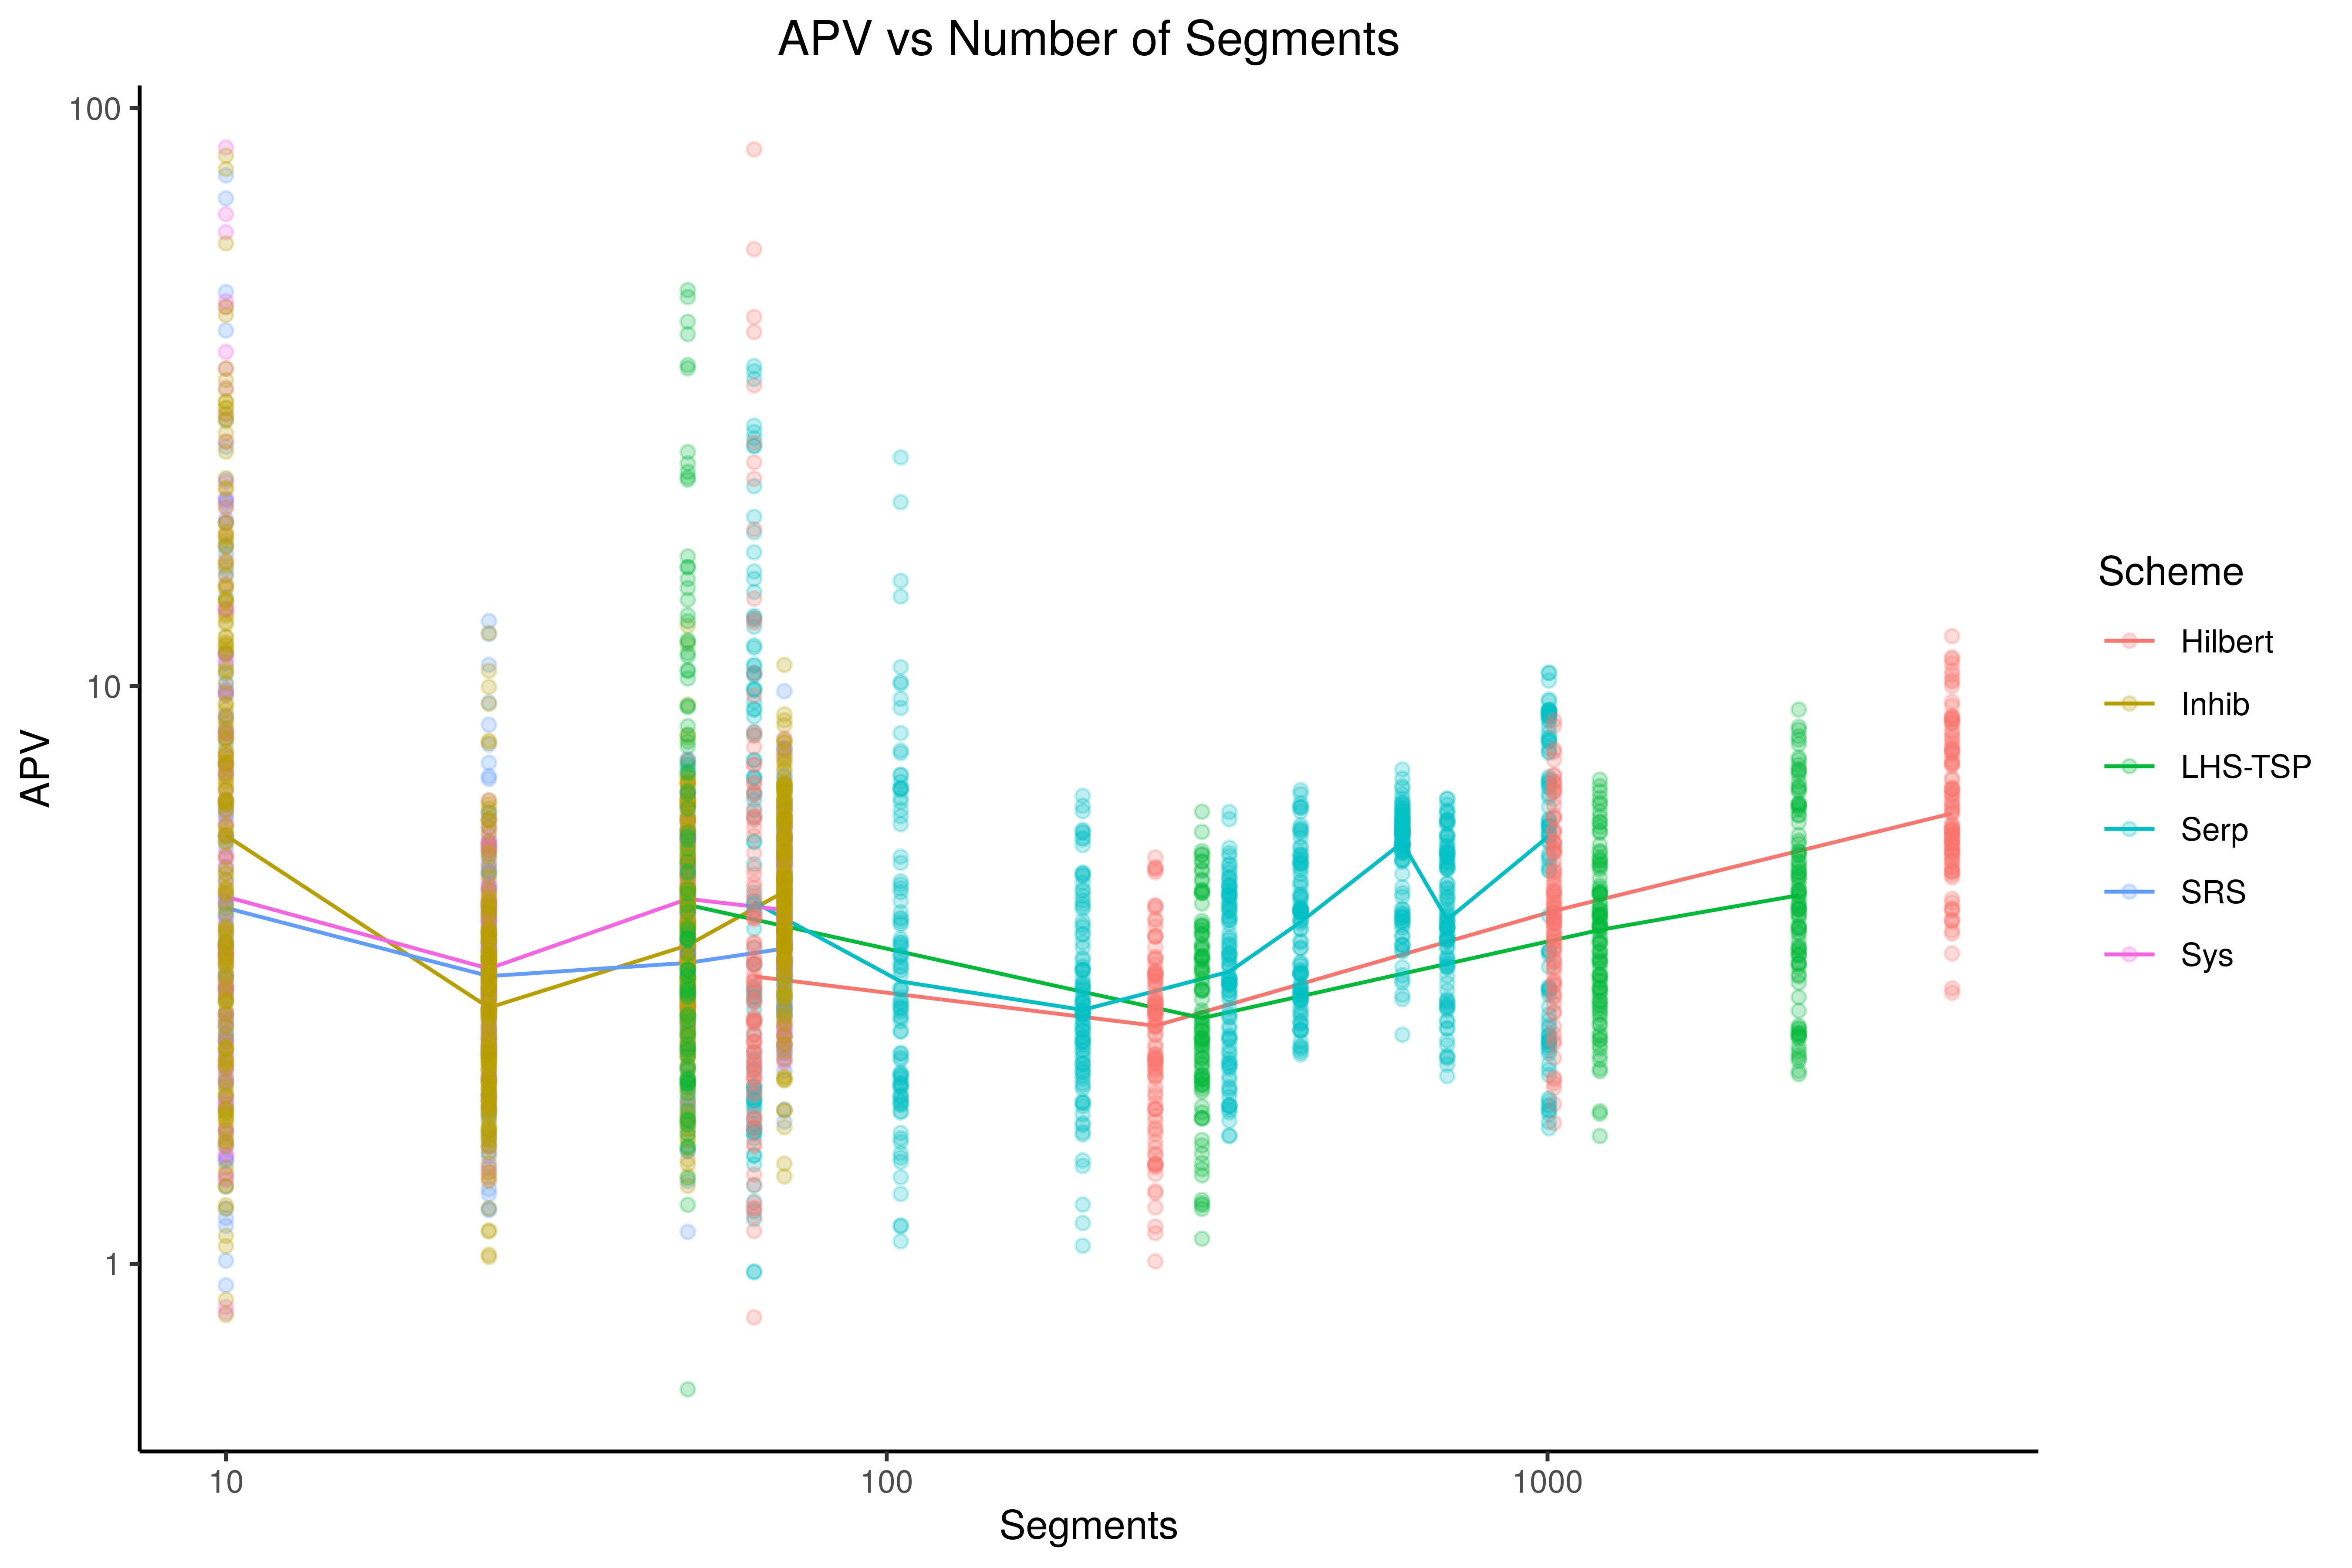 APV vs Number of Segments
100
10
1
APV
10
100
1000
Segments
Scheme
Hilbert
Inhib
LHS-TSP
Serp
SRS
Sys